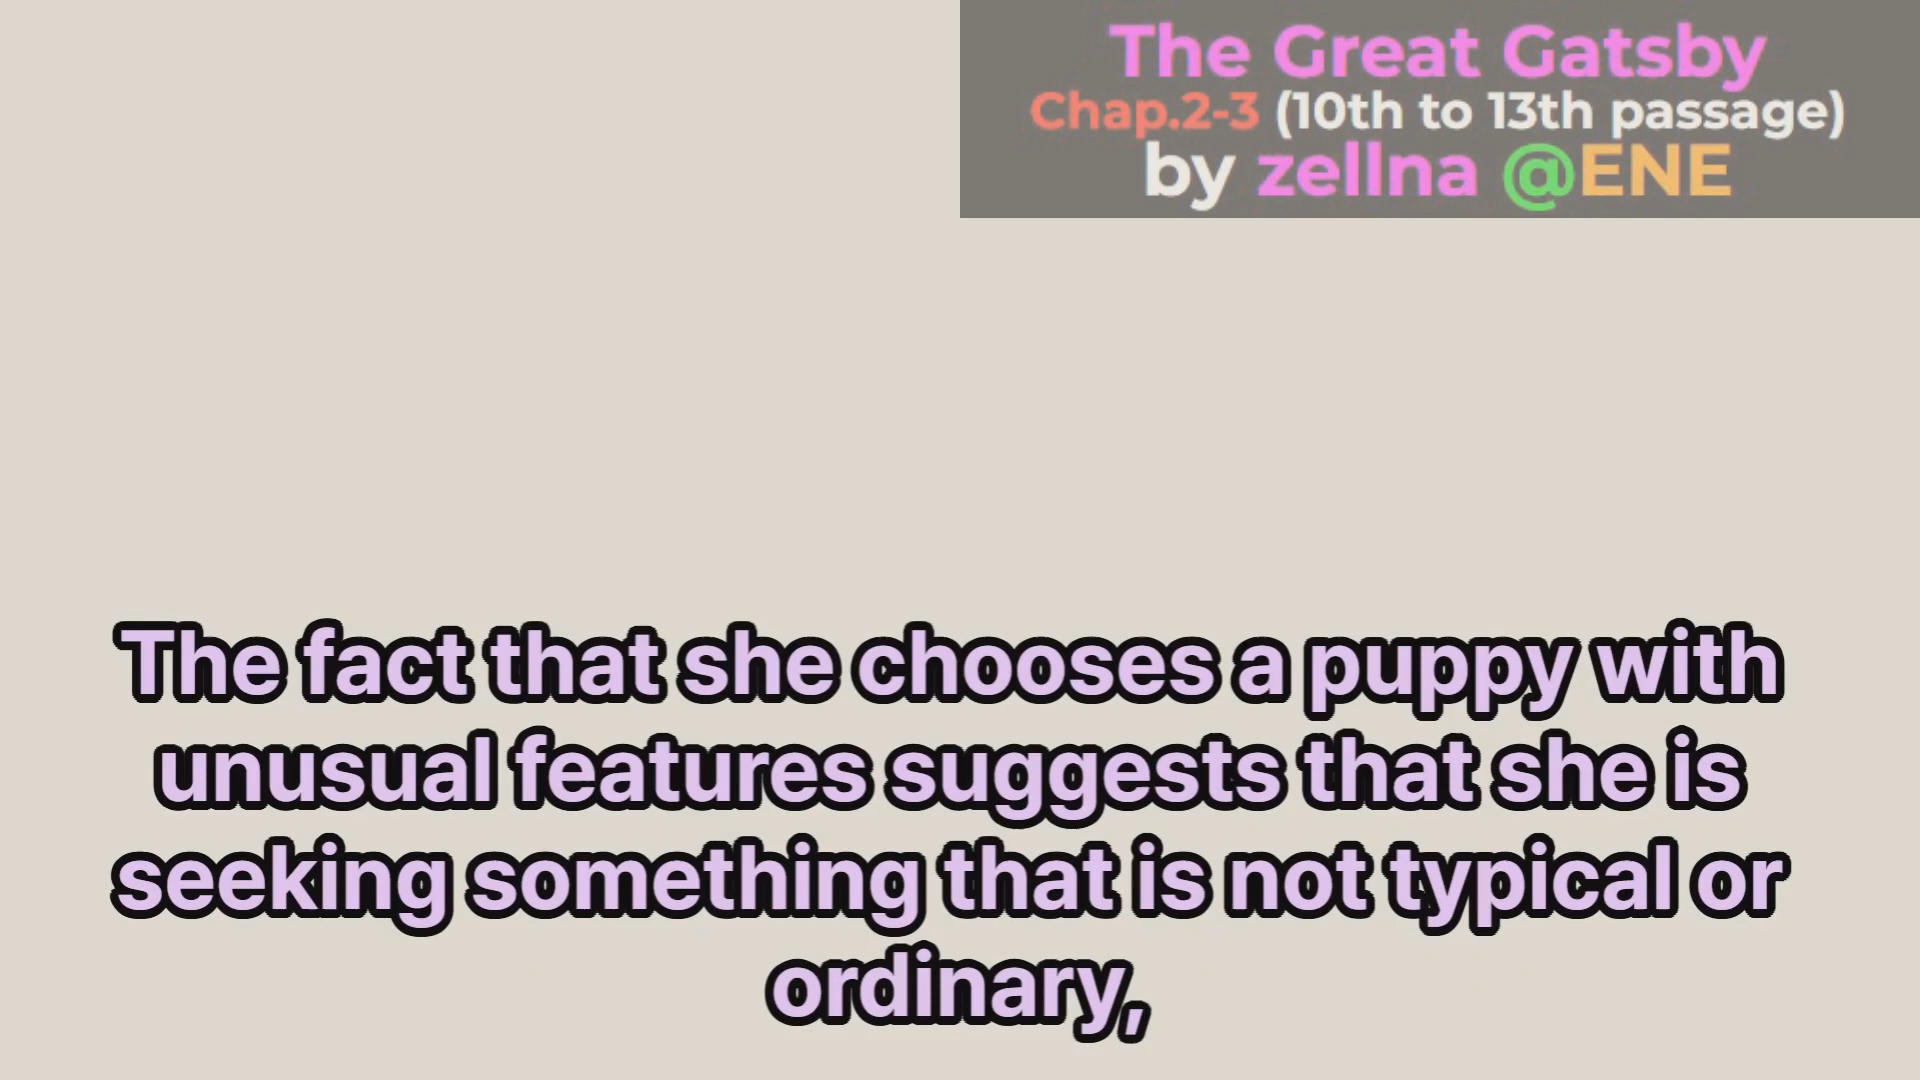 The Great Gatsby
Chap.2-3 (10th to 13th passage)
by zellna @ENE
The fact that she chooses a puppy with
unusual features suggests that she is
seeking something that is not typical or
ordinary,